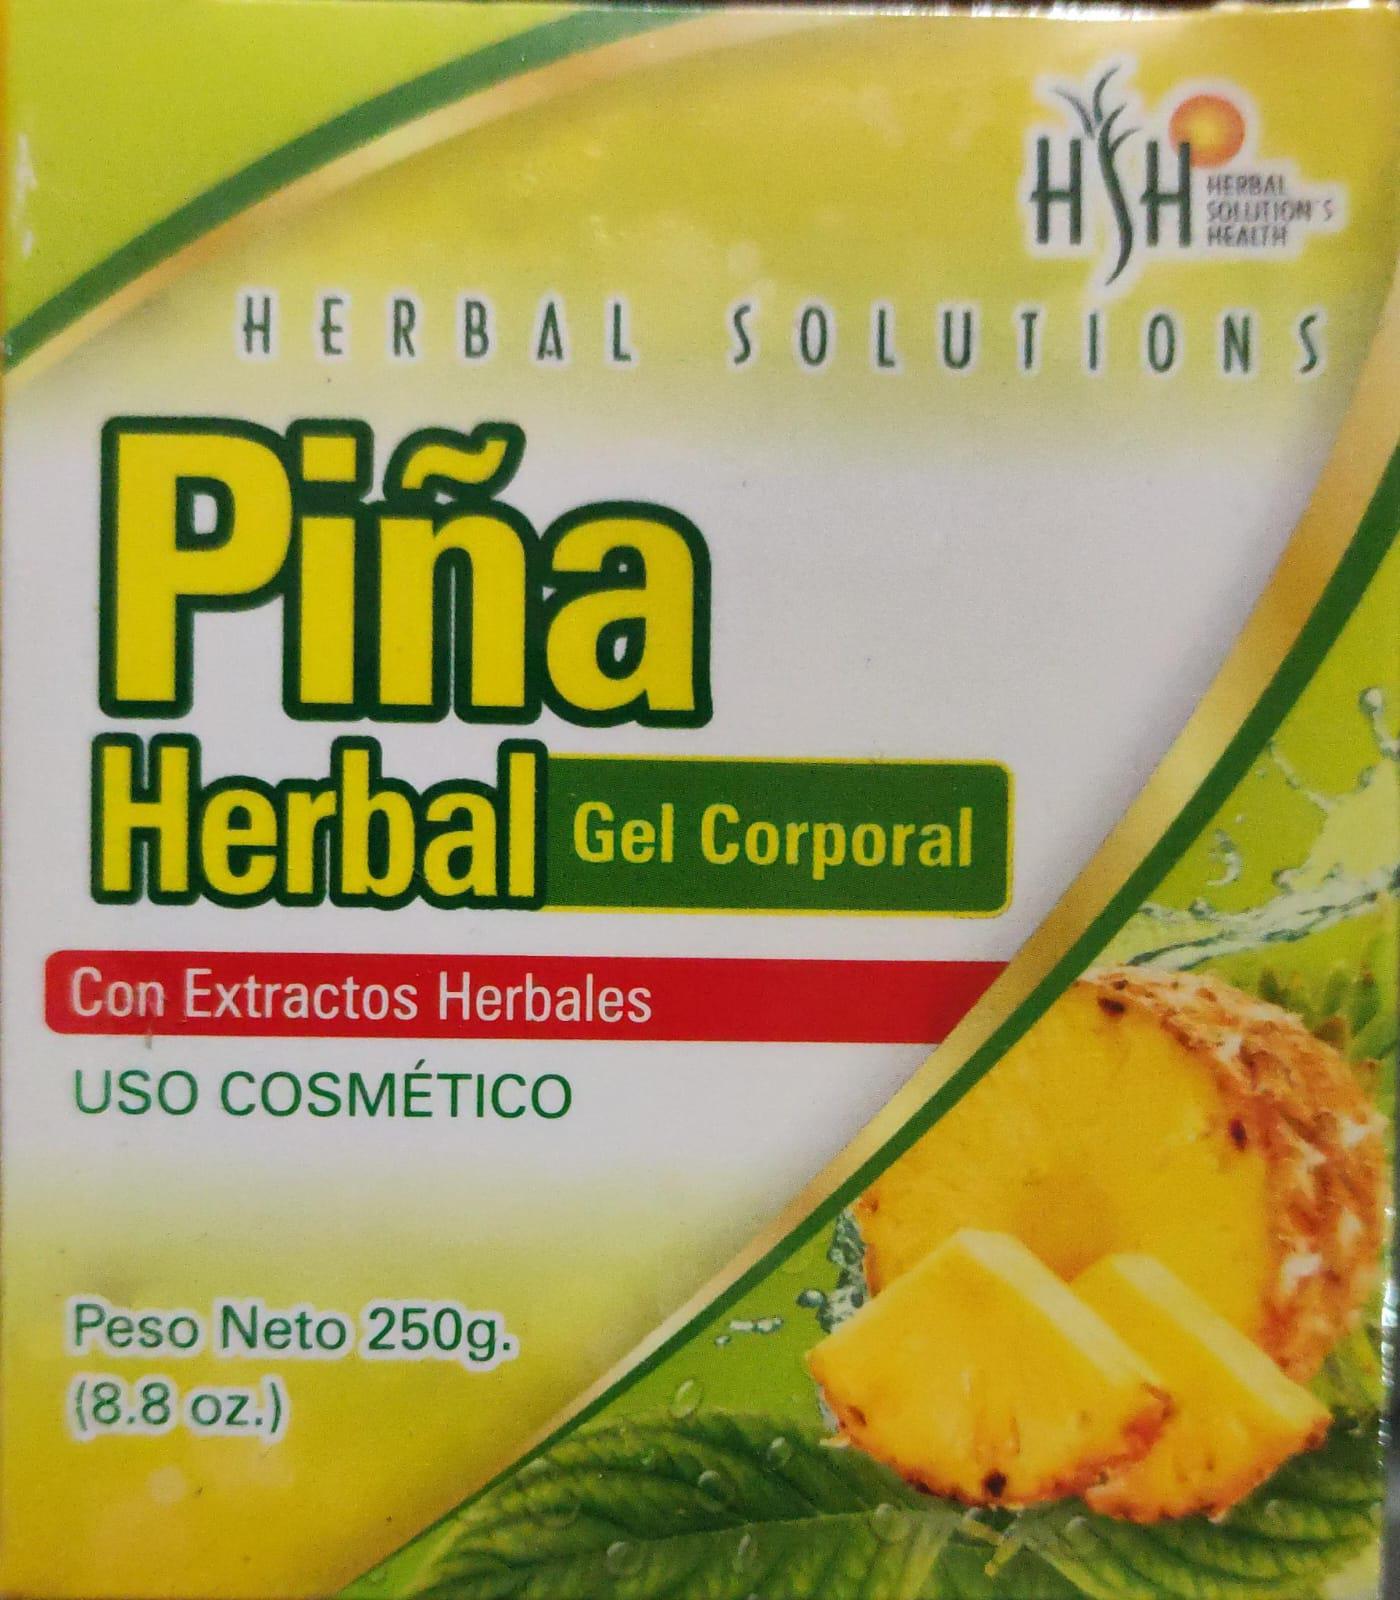 HSH
HERBAL
SOLUTION´S
HEALTH
HERBAL SOLUTIONS
Piña
Herbal
Gel Corporal
Con Extractos Herbales
USO COSMÉTICO
Peso Neto 250g.
(8.8 oz.)